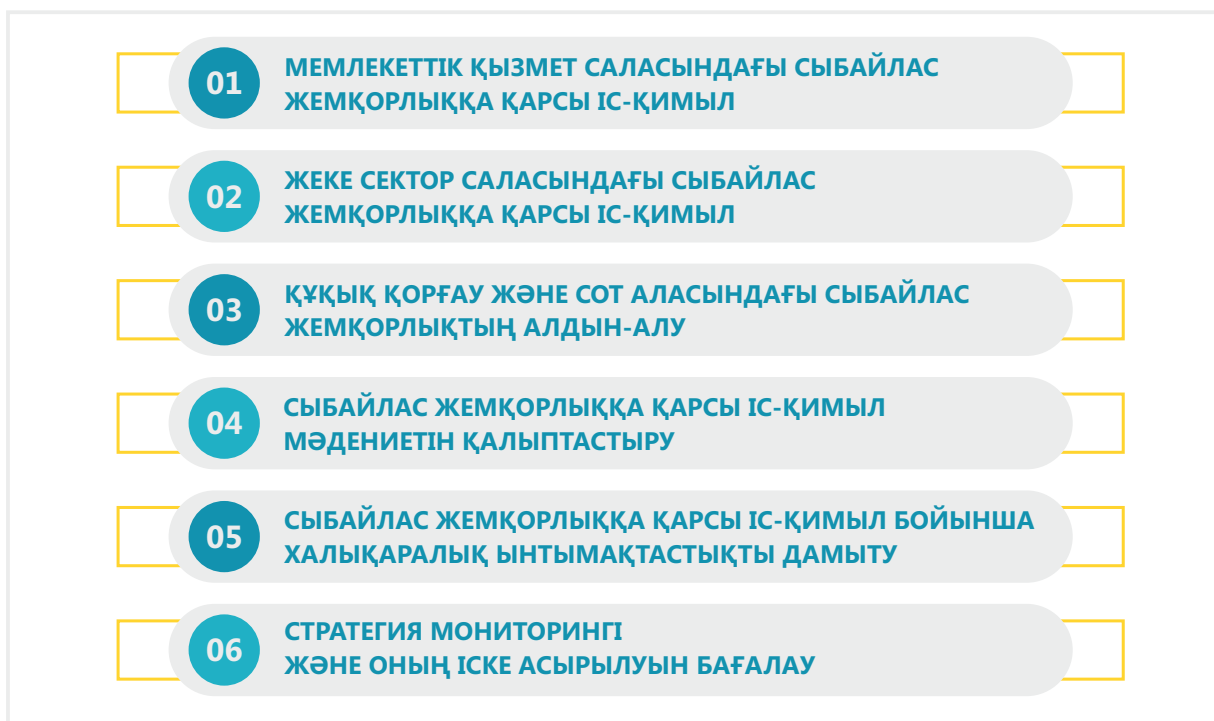 01
МЕМЛЕКЕТТІК ҚЫЗМЕТ САЛАСЫНДАҒЫ СЫБАЙЛАС
ЖЕМҚОРЛЫҚҚА ҚАРСЫ ІС-ҚИМЫЛ
02
ЖЕКЕ СЕКТОР САЛАСЫНДАҒЫ СЫБАЙЛАС
ЖЕМҚОРЛЫҚҚА ҚАРСЫ ІС-ҚИМЫЛ
03
ҚҰҚЫҚ ҚОРҒАУ ЖӘНЕ СОТ АЛАСЫНДАҒЫ СЫБАЙЛАС
ЖЕМҚОРЛЫҚТЫҢ АЛДЫН-АЛУ
04
СЫБАЙЛАС ЖЕМҚОРЛЫҚҚА ҚАРСЫ ІС-ҚИМЫЛ
МӘДЕНИЕТІН ҚАЛЫПТАСТЫРУ
05
СЫБАЙЛАС ЖЕМҚОРЛЫҚҚА ҚАРСЫ ІС-ҚИМЫЛ БОЙЫНША
ХАЛЫҚАРАЛЫҚ ЫНТЫМАҚТАСТЫҚТЫ ДАМЫТУ
06
СТРАТЕГИЯ МОНИТОРИНГІ
ЖӘНЕ ОНЫҢ ІСКЕ АСЫРЫЛУЫН БАҒАЛАУ